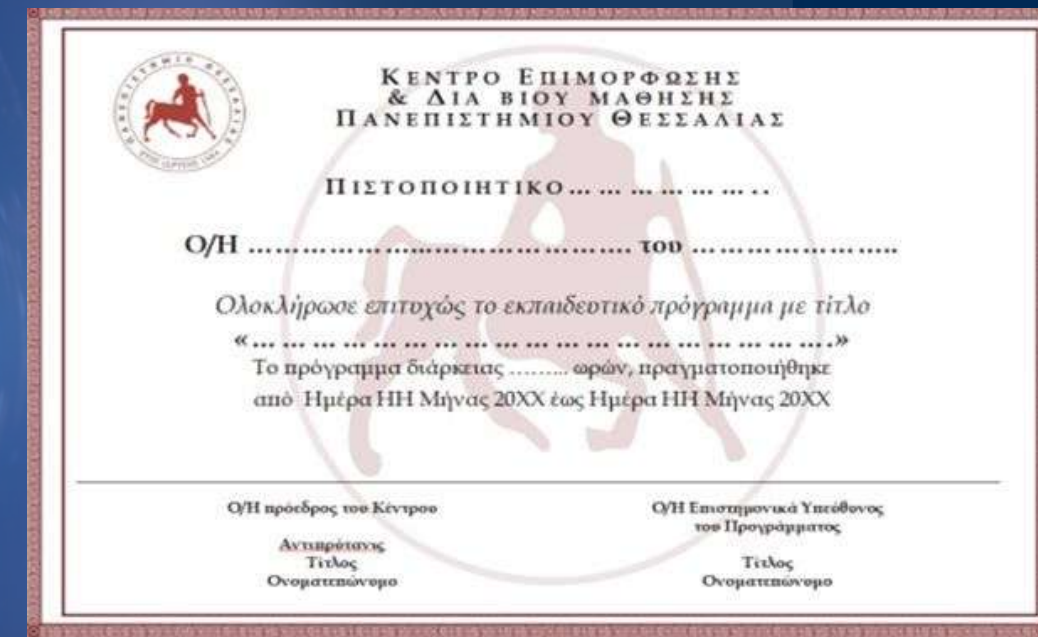 ΠΑΝΕΠΙΣΤΗΜΙΟ ΘΕΣΣΑΛΙΑΣ
ΚΕΝΤΡΟ ΕΠΙΜΟΡΦΩΣΗΣ
& ΔΙΑ ΒΙΟΥ ΜΑΘΗΣΗΣ
ΠΑΝΕΠΙΣΤΗΜΙΟΥ ΘΕΣΣΑΛΙΑΣ
ΠΙΣΤΟΠΟΙΗΤΙΚΟ... ... ... ... ... ... . .
Ο/Η ………………………………………. του …………………..
Ολοκλήρωσε επιτυχώς το εκπαιδευτικό πρόγραμμα με τίτλο
«... ... ... ... ... ... ... ... ... ... ... ... ... ... ... ... ... ... ... ....»
Το πρόγραμμα διάρκειας ……... ωρών, πραγματοποιήθηκε
από Ημέρα ΗΗ Μήνας 20ΧΧ έως Ημέρα ΗΗ Μήνας 20ΧΧ
Ο/Η πρόεδρος του Κέντρου
Αντιπρύτανις
Τίτλος
Ονοματεπώνυμο
Ο/Η Επιστημονικά Υπεύθυνος
του Προγράμματος
Τίτλος
Ονοματεπώνυμο